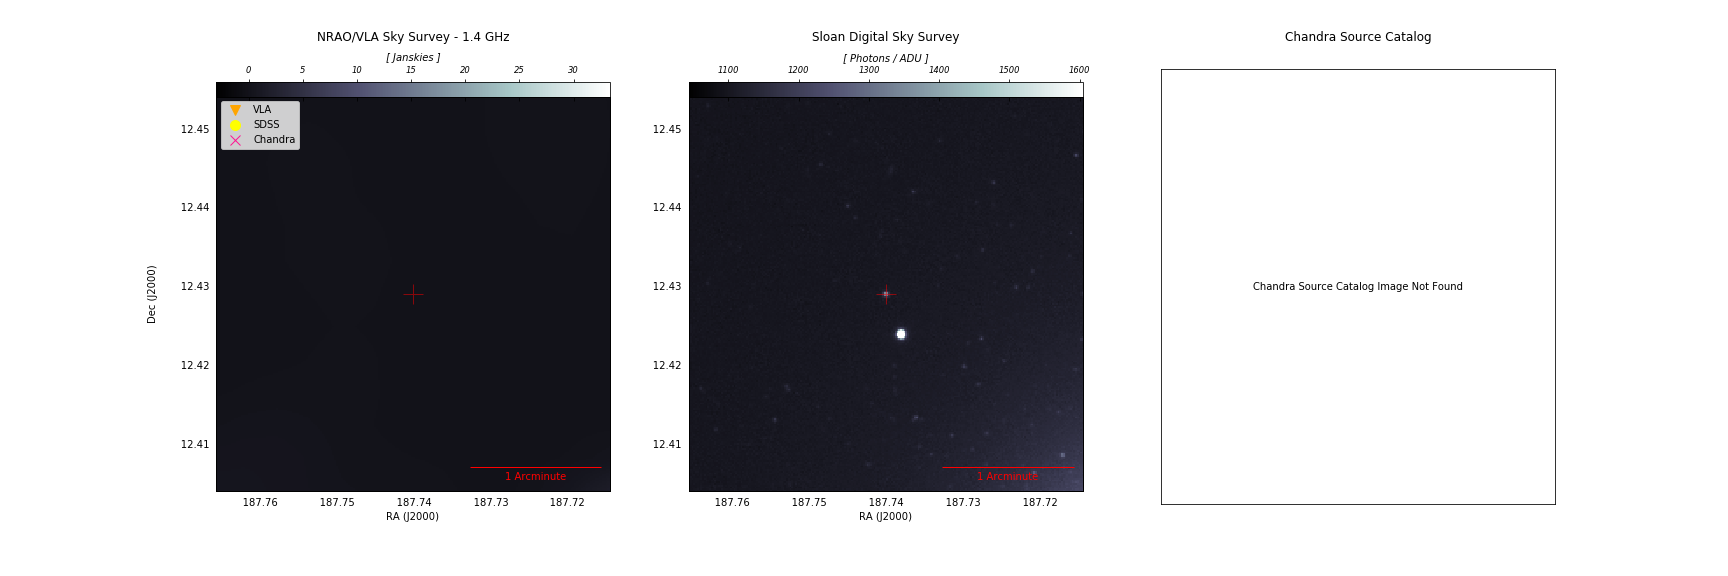 NRAO/VLA Sky Survey - 1.4 GHz
[ Janskies ]
0 5 10 15 20 25 30
VLA
SDSS
Chandra
12.45
12.44
12.43
12.42
12.41
Dec (J2000)
1 Arcminute
187.76 187.75 187.74 187.73 187.72
RA (J2000)
Sloan Digital Sky Survey
[ Photons / ADU ]
1100 1200 1300 1400 1500 1600
12.45
12.44
12.43
12.42
12.41
1 Arcminute
187.76 187.75 187.74 187.73 187.72
RA (J2000)
Chandra Source Catalog
Chandra Source Catalog Image Not Found